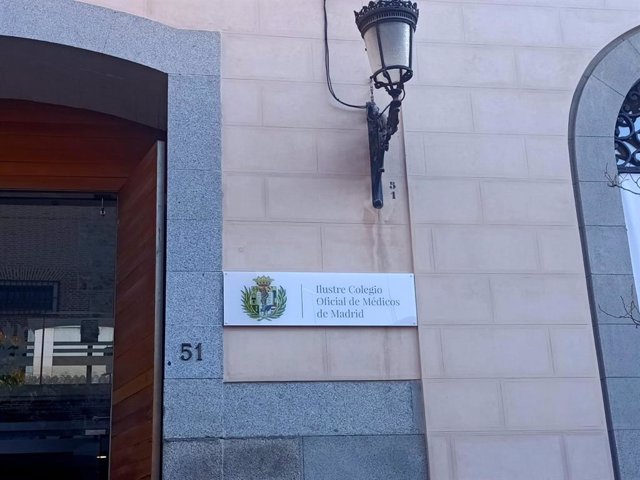 51
Ilustre Colegio
Oficial de Médicos
de Madrid
51